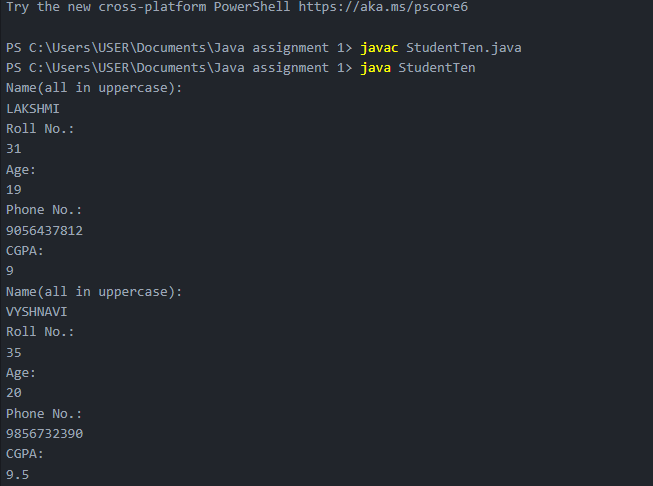 Try the new cross-platform PowerShell https://aka.ms/pscore6
PS C:\Users\USER\Documents\Java assignment 1> javac StudentTen.java
PS C:\Users\USER\Documents\Java assignment 1> java StudentTen
Name(all in uppercase):
LAKSHMI
Roll No.:
31
Age:
19
Phone No.:
9056437812
CGPA:
9
Name(all in uppercase):
VYSHNAVI
Roll No.:
35
Age:
20
Phone No.:
9856732390
CGPA:
9.5